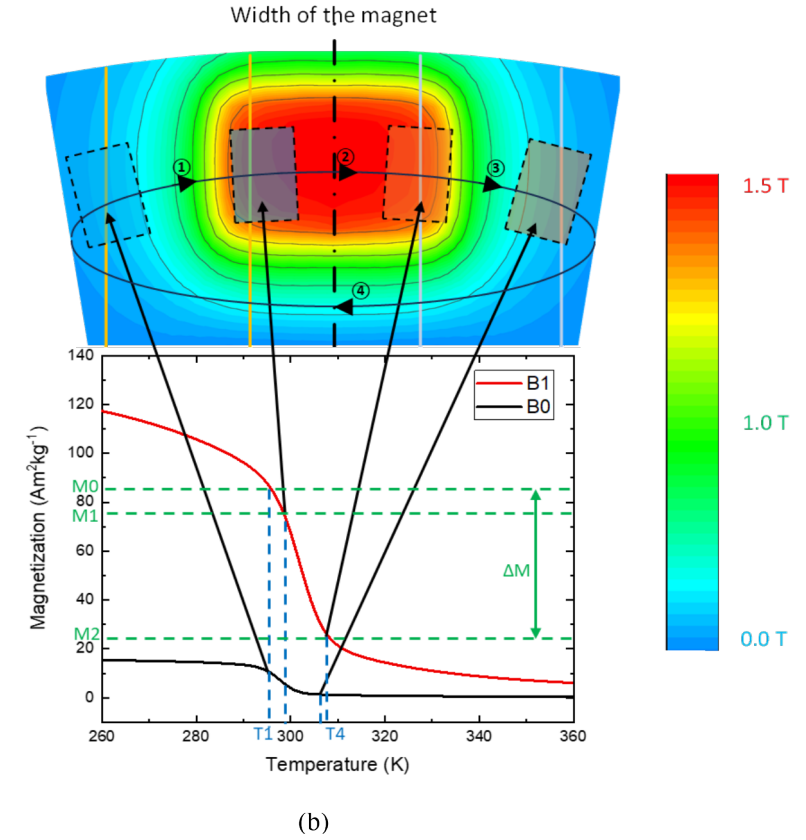 Width of the magnet
①
②
③
④
1.5 T
1.0 T
0.0 T
140
120
100
80
60
40
20
0
Magnetization (Am²kg⁻¹)
B1
B0
M0
M1
M2
ΔM
260
280
300
320
340
360
T1
T4
Temperature (K)
(b)